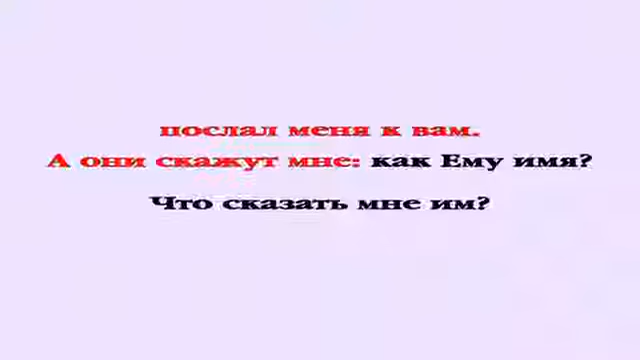 послал меня к вам.
А они скажут мне: как Ему имя?
Что сказать мне им?